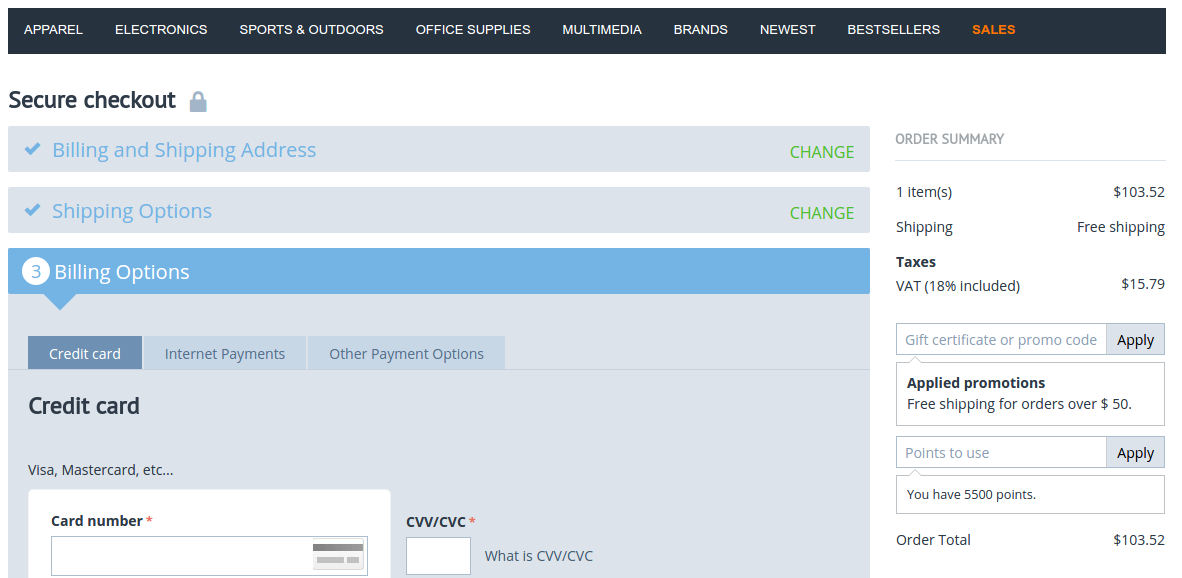 APPAREL ELECTRONICS SPORTS & OUTDOORS OFFICE SUPPLIES MULTIMEDIA BRANDS NEWEST BESTSELLERS SALES
Secure checkout
Billing and Shipping Address CHANGE
Shipping Options CHANGE
3 Billing Options
Credit card Internet Payments Other Payment Options
Credit card
Visa, Mastercard, etc...
Card number *
CVV/CVC *
What is CVV/CVC
ORDER SUMMARY
1 item(s) $103.52
Shipping Free shipping
Taxes
VAT (18% included) $15.79
Gift certificate or promo code Apply
Applied promotions
Free shipping for orders over $ 50.
Points to use Apply
You have 5500 points.
Order Total $103.52